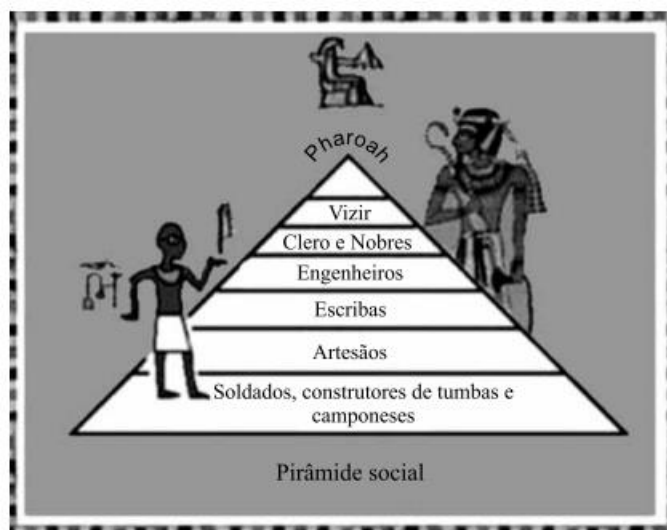 Pharoah
Vizir
Clero e Nobres
Engenheiros
Escribas
Artesãos
Soldados, construtores de tumbas e
camponeses
Pirâmide social